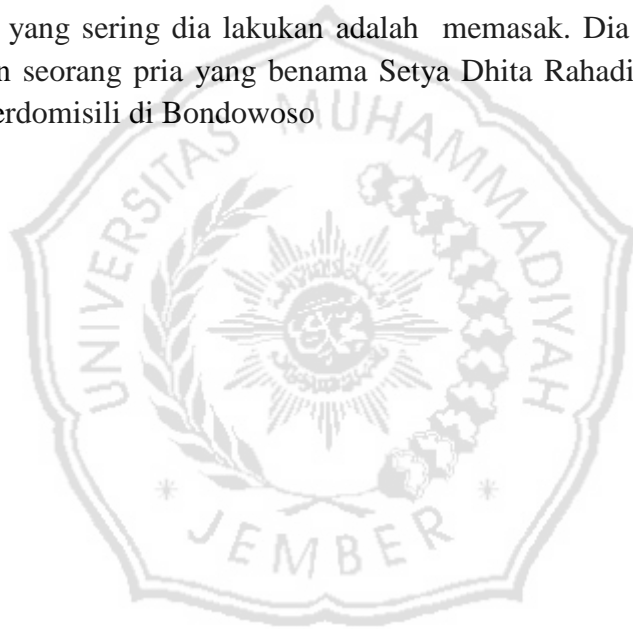 yang sering dia lakukan adalah memasak. Dia
n seorang pria yang benama Setya Dhita Rahadi
erdomisili di Bondowoso
UNIVERSITAS MUHAMMADIYAH
JEMBER